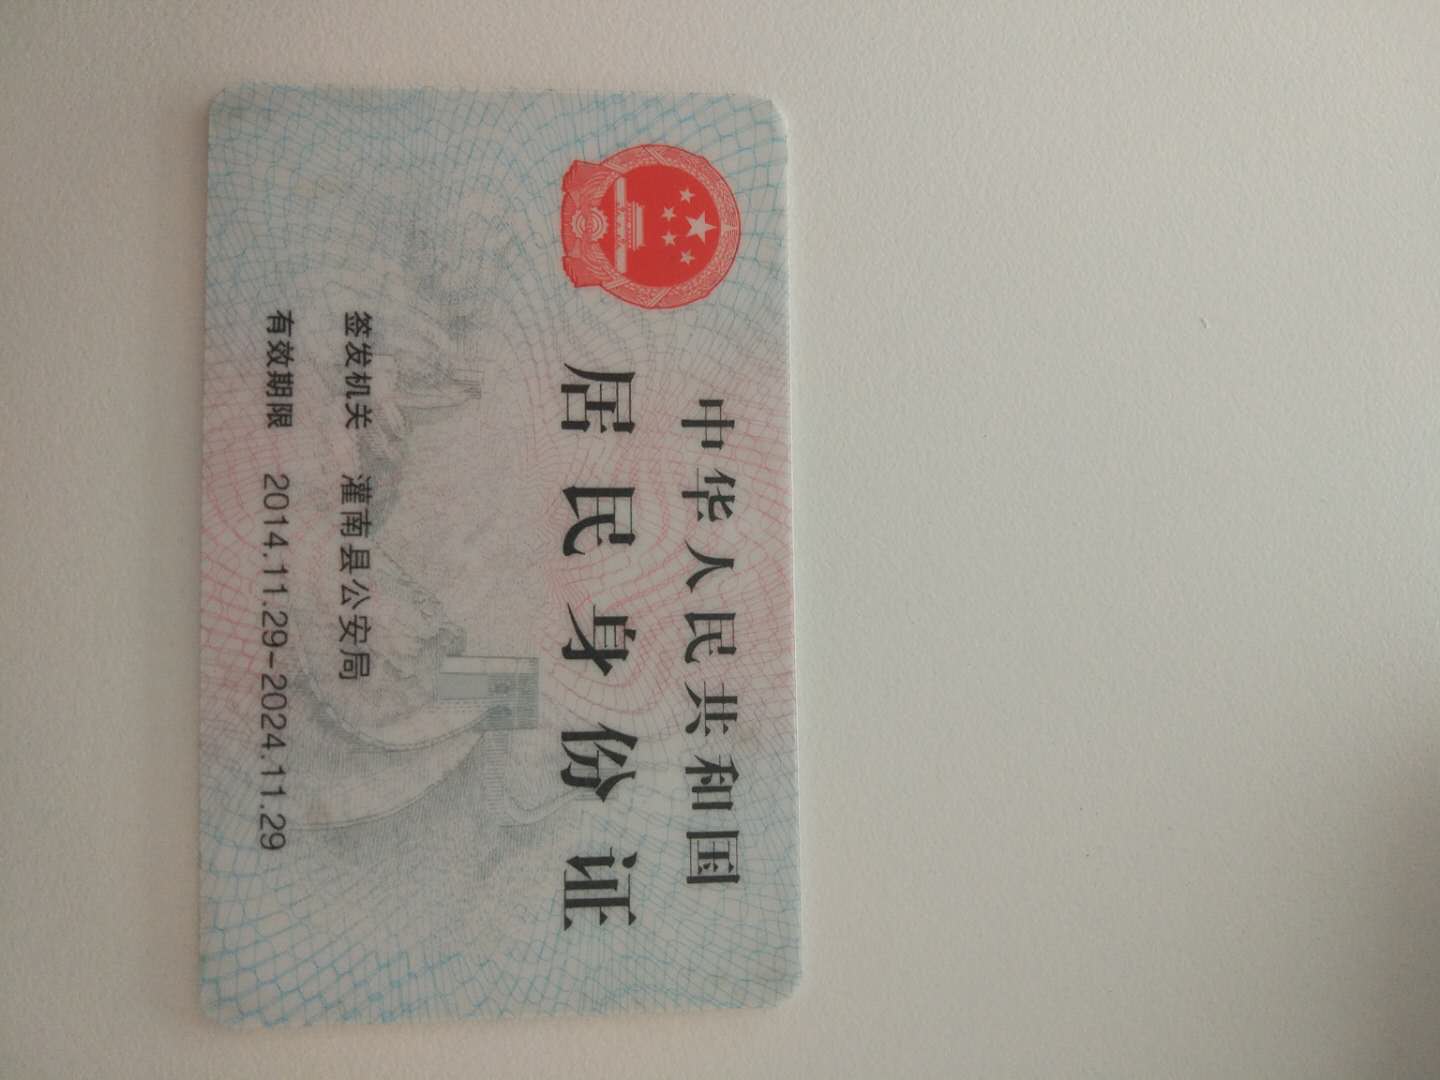 中华人民共和国
居民身份证
签发机关 灌南县公安局
有效期限 2014.11.29-2024.11.29